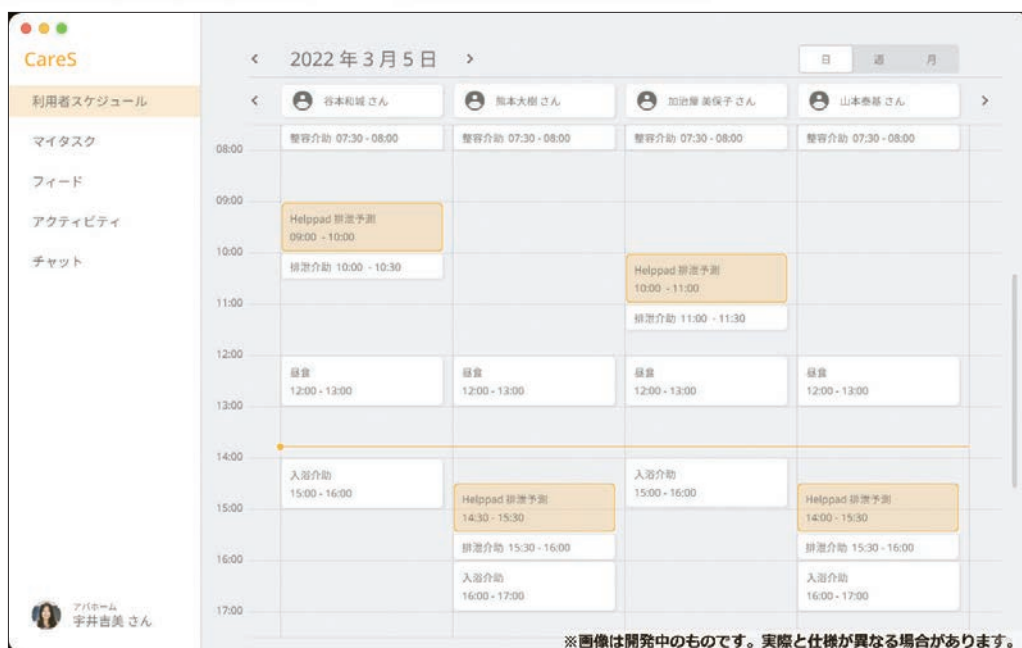 CareS
利用者スケジュール
マイタスク
フィード
アクティビティ
チャット
アバホーム
宇井吉美 さん
< 2022 年 3 月 5 日 >
日 週 月
< 谷本和城 さん 熊本大樹 さん 加治屋 美保子 さん 山本泰基 さん >
整容介助 07:30 - 08:00 整容介助 07:30 - 08:00 整容介助 07:30 - 08:00 整容介助 07:30 - 08:00
08:00
09:00
Helppad 排泄予測
09:00 - 10:00
10:00
排泄介助 10:00 - 10:30
Helppad 排泄予測
10:00 - 11:00
11:00
排泄介助 11:00 - 11:30
12:00
昼食 昼食 昼食 昼食
12:00 - 13:00 12:00 - 13:00 12:00 - 13:00 12:00 - 13:00
13:00
14:00
入浴介助 入浴介助
15:00 - 16:00 15:00 - 16:00
Helppad 排泄予測 Helppad 排泄予測
15:00
14:30 - 15:30 14:00 - 15:30
排泄介助 15:30 - 16:00 排泄介助 15:30 - 16:00
16:00
入浴介助 入浴介助
16:00 - 17:00 16:00 - 17:00
17:00
※画像は開発中のものです。実際と仕様が異なる場合があります。